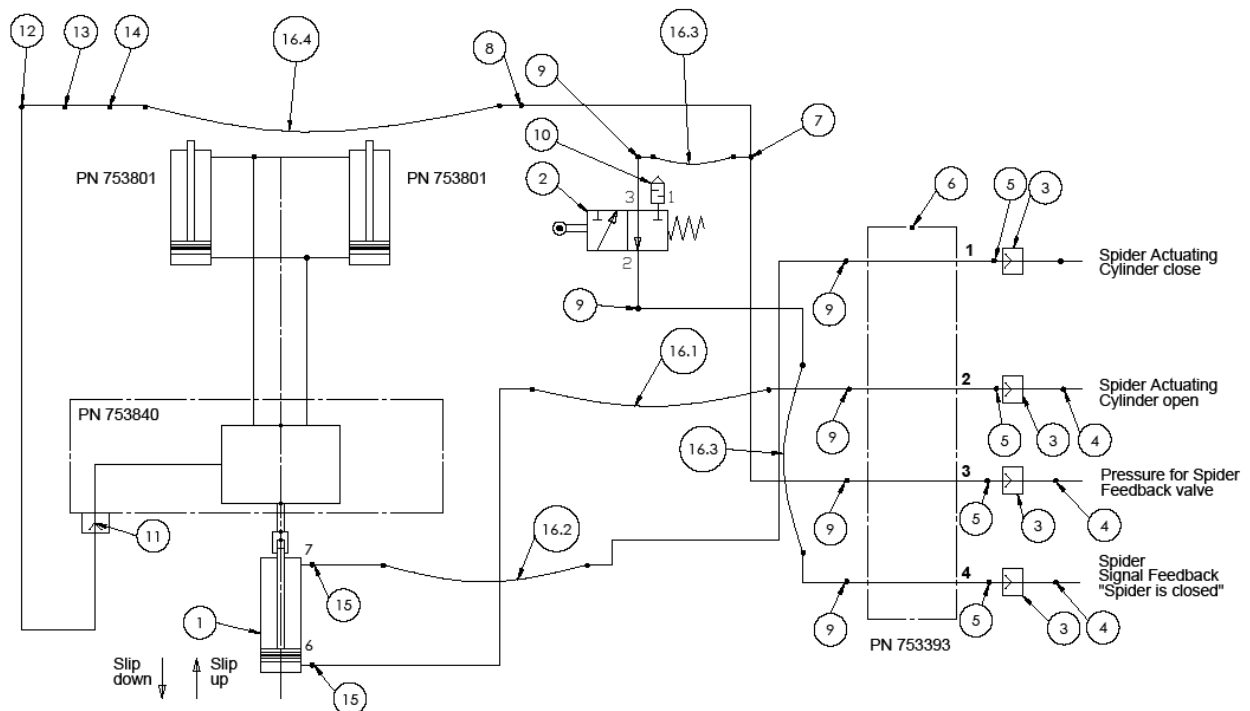 12
13
14
16.4
8
9
16.3
10
7
2
3
1
2
PN 753801
PN 753801
6
5
3
1
Spider Actuating
Cylinder close
9
9
16.1
2
Spider Actuating
Cylinder open
9
5
3
4
PN 753840
16.3
3
Pressure for Spider
Feedback valve
9
5
3
4
11
16.2
7
15
4
Spider
Signal Feedback
"Spider is closed"
9
5
3
4
1
6
PN 753393
Slip
down
Slip
up
15